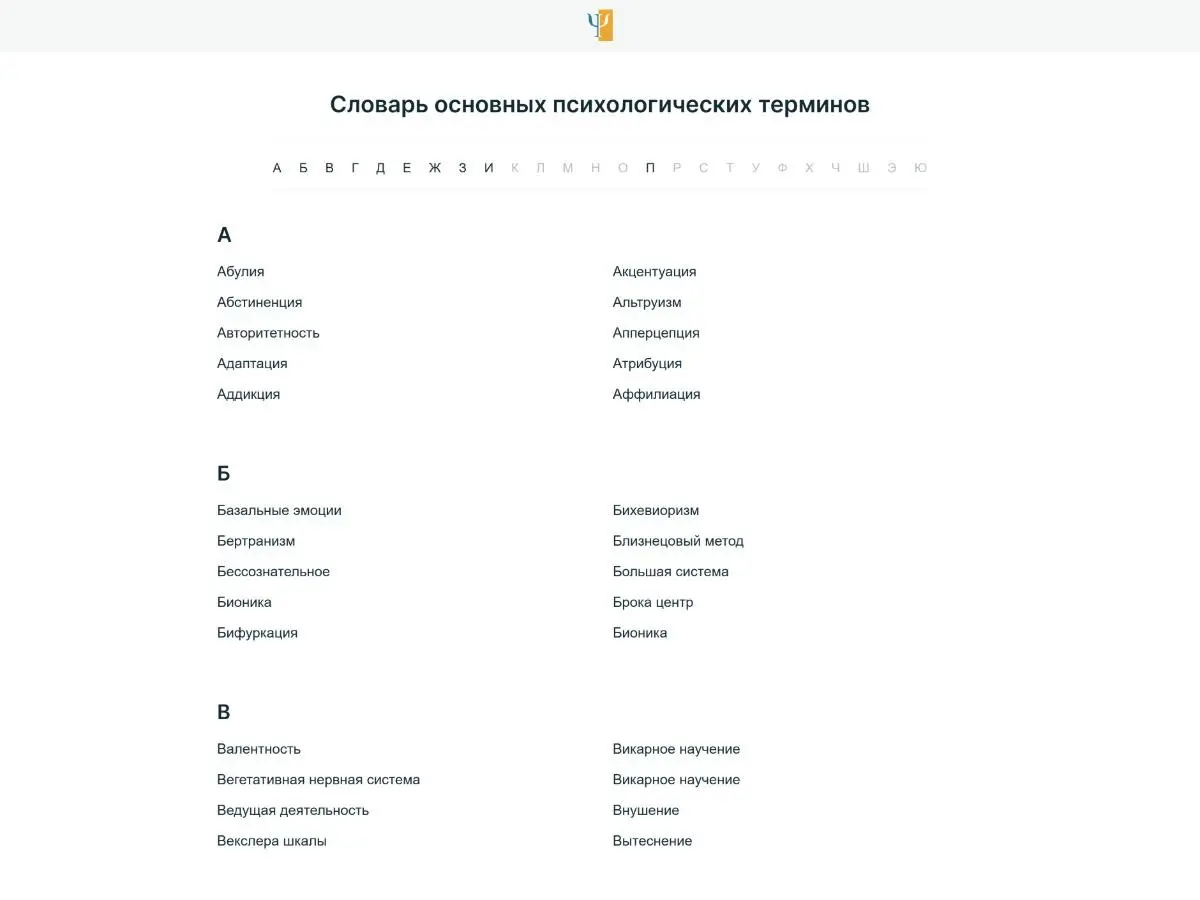 Словарь основных психологических терминов
А Б В Г Д Е Ж З И К Л М Н О П Р С Т У Ф Х Ч Ш Э Ю
А
Абулия
Абстиненция
Авторитетность
Адаптация
Аддикция
Акцентуация
Альтруизм
Апперцепция
Атрибуция
Аффилиация
Б
Базальные эмоции
Бертранизм
Бессознательное
Бионика
Бифуркация
Бихевиоризм
Близнецовый метод
Большая система
Брока центр
Бионика
В
Валентность
Вегетативная нервная система
Ведущая деятельность
Векслера шкалы
Викарное научение
Викарное научение
Внушение
Вытеснение